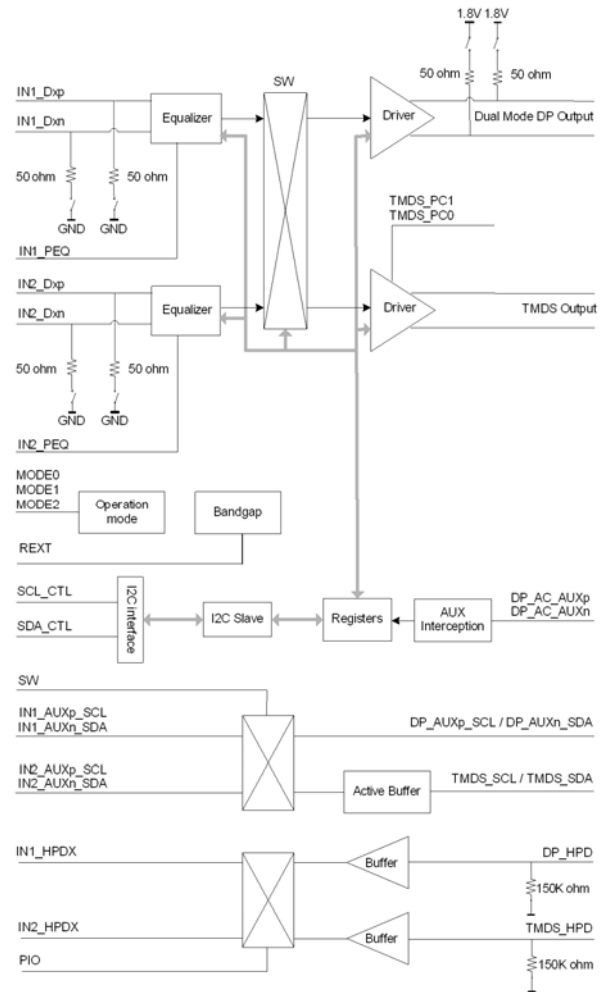 1.8V 1.8V
50 ohm 50 ohm
SW
IN1_Dxp
IN1_Dxn
Equalizer
Driver
Dual Mode DP Output
50 ohm 50 ohm
GND GND
IN1_PEQ
TMDS_PC1
TMDS_PC0
IN2_Dxp
IN2_Dxn
Equalizer
Driver
TMDS Output
50 ohm 50 ohm
GND GND
IN2_PEQ
MODE0
MODE1
MODE2
Operation
mode
Bandgap
REXT
SCL_CTL
SDA_CTL
I2C interface
I2C Slave
Registers
AUX
Interception
DP_AC_AUXp
DP_AC_AUXn
SW
IN1_AUXp_SCL
IN1_AUXn_SDA
DP_AUXp_SCL / DP_AUXn_SDA
IN2_AUXp_SCL
IN2_AUXn_SDA
Active Buffer
TMDS_SCL / TMDS_SDA
IN1_HPDX
Buffer
DP_HPD
150K ohm
IN2_HPDX
Buffer
TMDS_HPD
PIO
150K ohm